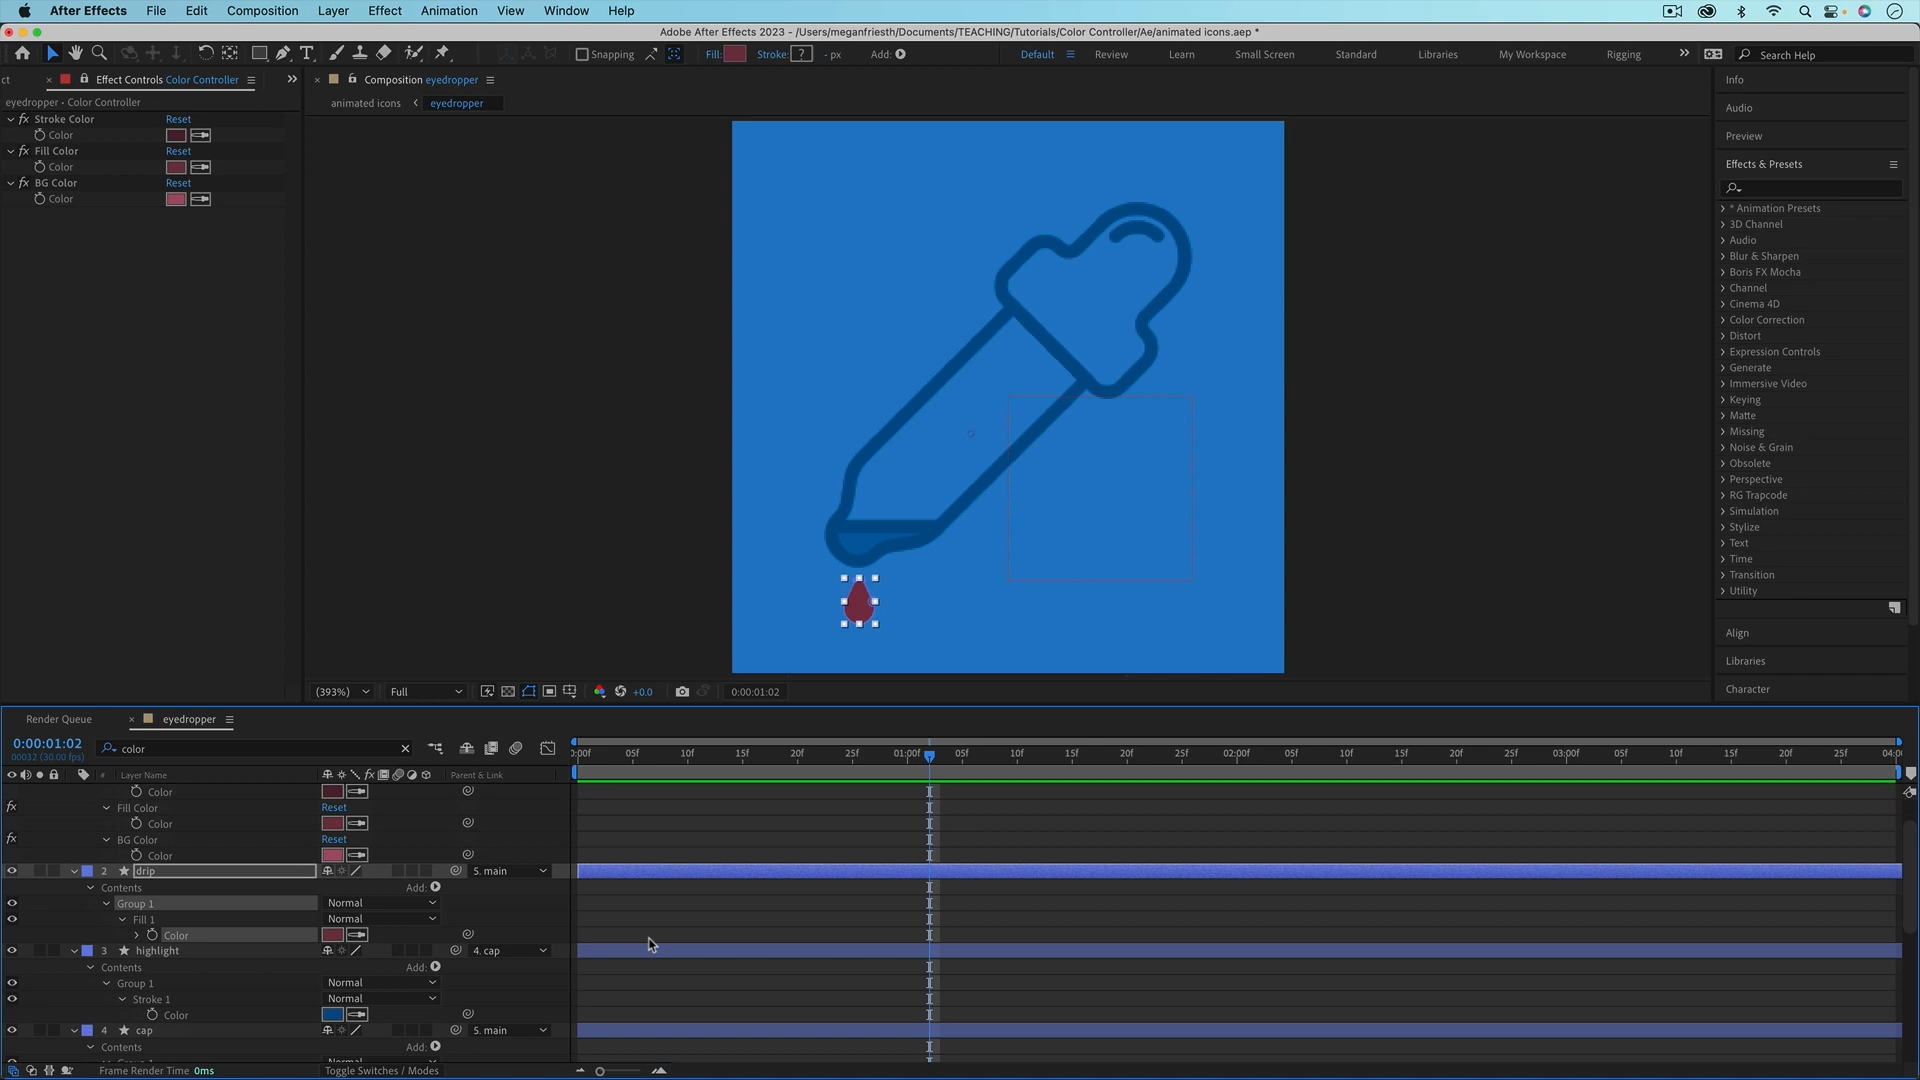 After Effects File Edit Composition Layer Effect Animation View Window Help
Adobe After Effects 2023 - /Users/meganfriesth/Documents/TEACHING/Tutorials/Color Controller/Ae/animated icons.aep *
Snapping Fill: Stroke: ? - px Add: Default Review Learn Small Screen Standard Libraries My Workspace Rigging Search Help
ct × Effect Controls Color Controller
× Composition eyedropper
Info
eyedropper • Color Controller
animated icons eyedropper
Audio
fx Stroke Color Reset
Color
Preview
fx Fill Color Reset
Color
Effects & Presets
fx BG Color Reset
Color
* Animation Presets
3D Channel
Audio
Blur & Sharpen
Boris FX Mocha
Channel
Cinema 4D
Color Correction
Distort
Expression Controls
Generate
Immersive Video
Keying
Matte
Missing
Noise & Grain
Obsolete
Perspective
RG Trapcode
Simulation
Stylize
Text
Time
Transition
Utility
Align
Libraries
Character
(393%) Full +0.0 0:00:01:02
Render Queue × eyedropper
0:00:01:02 color ×
00032 (30.00 fps)
:00f 05f 10f 15f 20f 25f 01:00f 05f 10f 15f 20f 25f 02:00f 05f 10f 15f 20f 25f 03:00f 05f 10f 15f 20f 25f 04:0
# Layer Name fx Parent & Link
Color
fx Fill Color Reset
Color
fx BG Color Reset
Color
2 drip 5. main
Contents Add:
Group 1 Normal
Fill 1 Normal
Color
3 highlight 4. cap
Contents Add:
Group 1 Normal
Stroke 1 Normal
Color
4 cap 5. main
Contents Add:
Group 1 Normal
Frame Render Time 0ms Toggle Switches / Modes